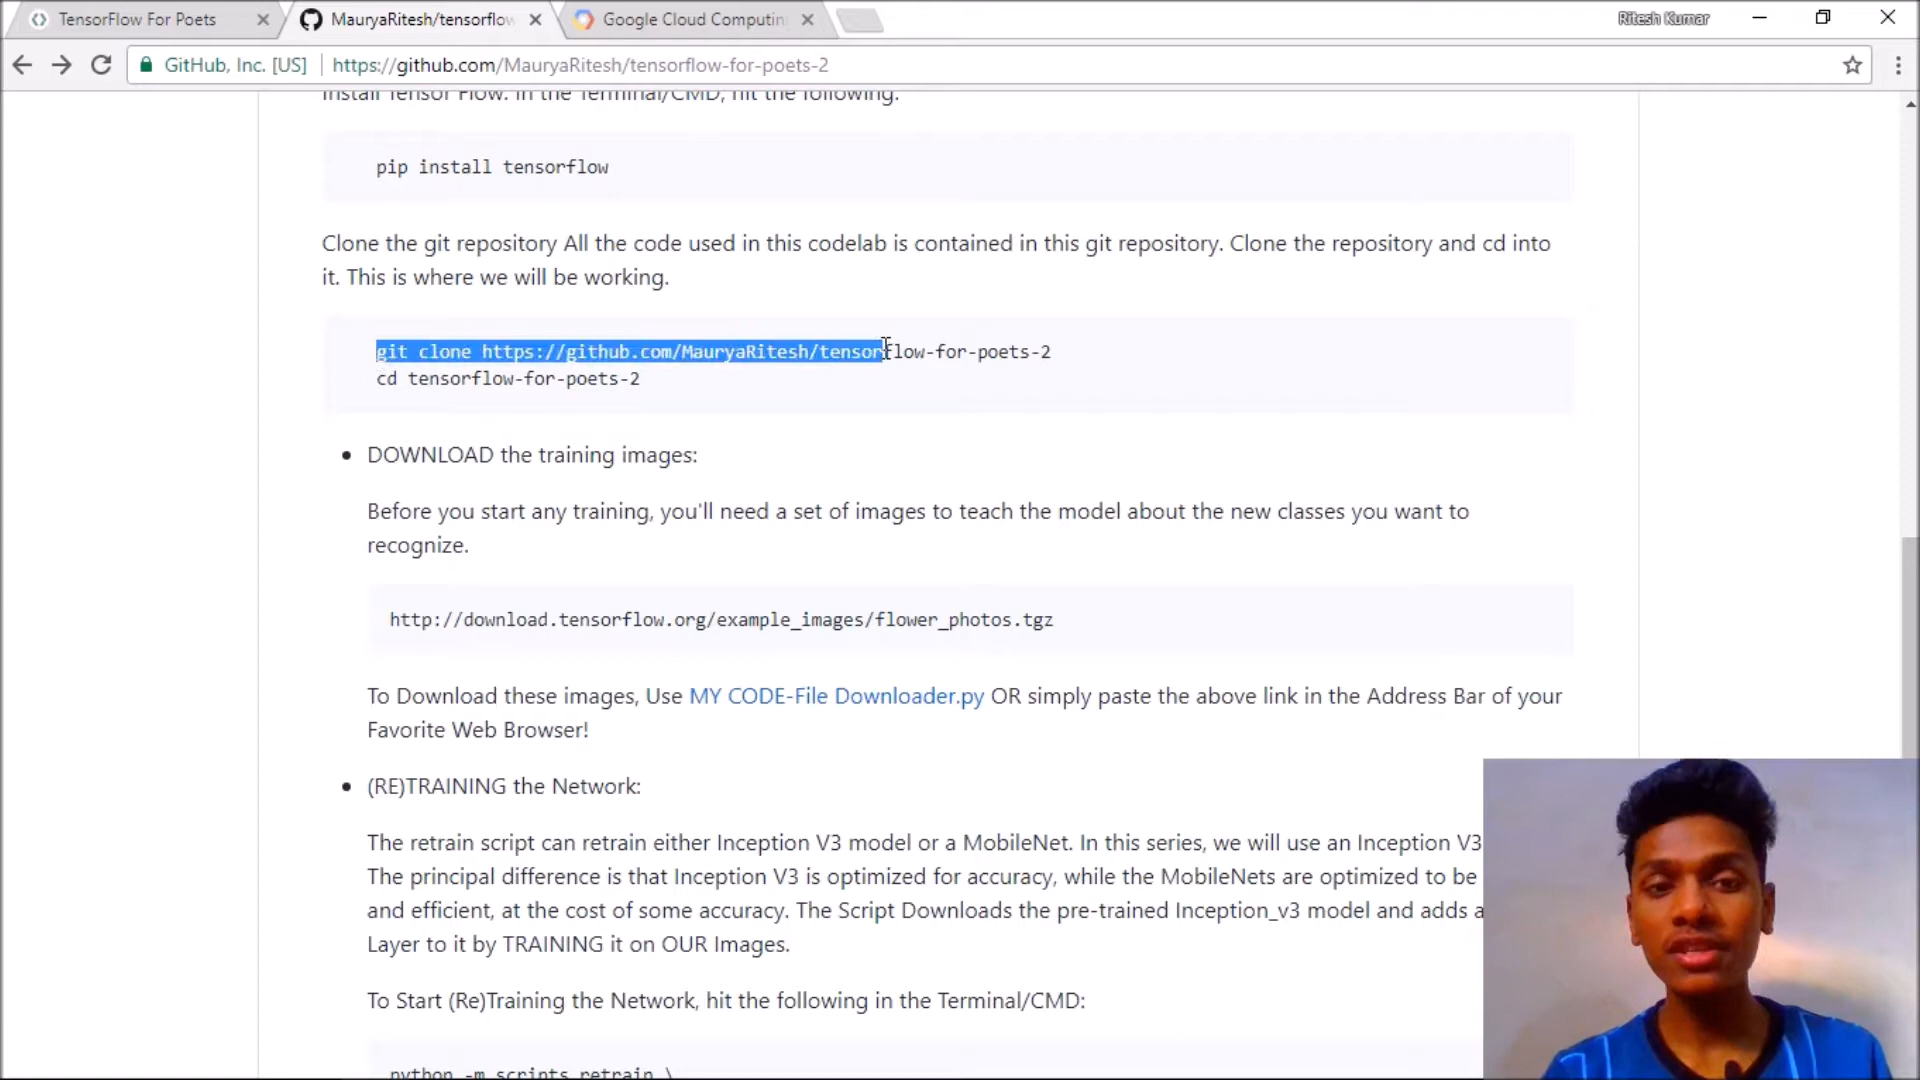 TensorFlow For Poets
MauryaRitesh/tensorflow
Google Cloud Computin
Ritesh Kumar
GitHub, Inc. [US]
https://github.com/MauryaRitesh/tensorflow-for-poets-2
Install Tensor Flow. In the Terminal/CMD, hit the following.
pip install tensorflow
Clone the git repository All the code used in this codelab is contained in this git repository. Clone the repository and cd into
it. This is where we will be working.
git clone https://github.com/MauryaRitesh/tensorflow-for-poets-2
cd tensorflow-for-poets-2
DOWNLOAD the training images:
Before you start any training, you'll need a set of images to teach the model about the new classes you want to
recognize.
http://download.tensorflow.org/example_images/flower_photos.tgz
To Download these images, Use MY CODE-File Downloader.py OR simply paste the above link in the Address Bar of your
Favorite Web Browser!
(RE)TRAINING the Network:
The retrain script can retrain either Inception V3 model or a MobileNet. In this series, we will use an Inception V3
The principal difference is that Inception V3 is optimized for accuracy, while the MobileNets are optimized to be
and efficient, at the cost of some accuracy. The Script Downloads the pre-trained Inception_v3 model and adds a
Layer to it by TRAINING it on OUR Images.
To Start (Re)Training the Network, hit the following in the Terminal/CMD:
python -m scripts.retrain \